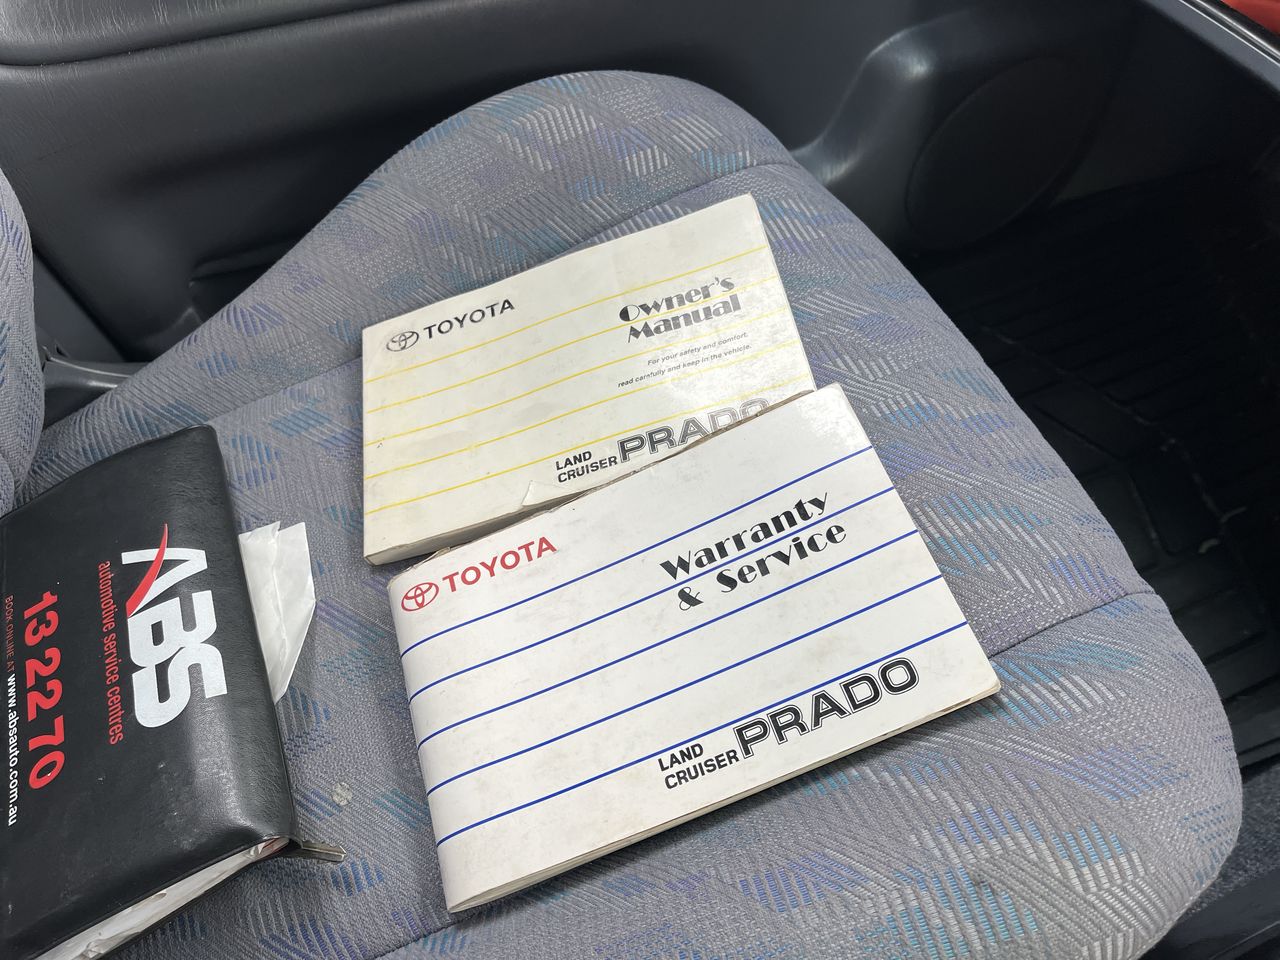 TOYOTA
Owner's
Manual
For your safety and comfort,
read carefully and keep in the vehicle.
LAND
CRUISER PRADO
TOYOTA
Warranty
& Service
LAND
CRUISER PRADO
ABS
automotive service centres
13 22 70
BOOK ONLINE AT www.absauto.com.au